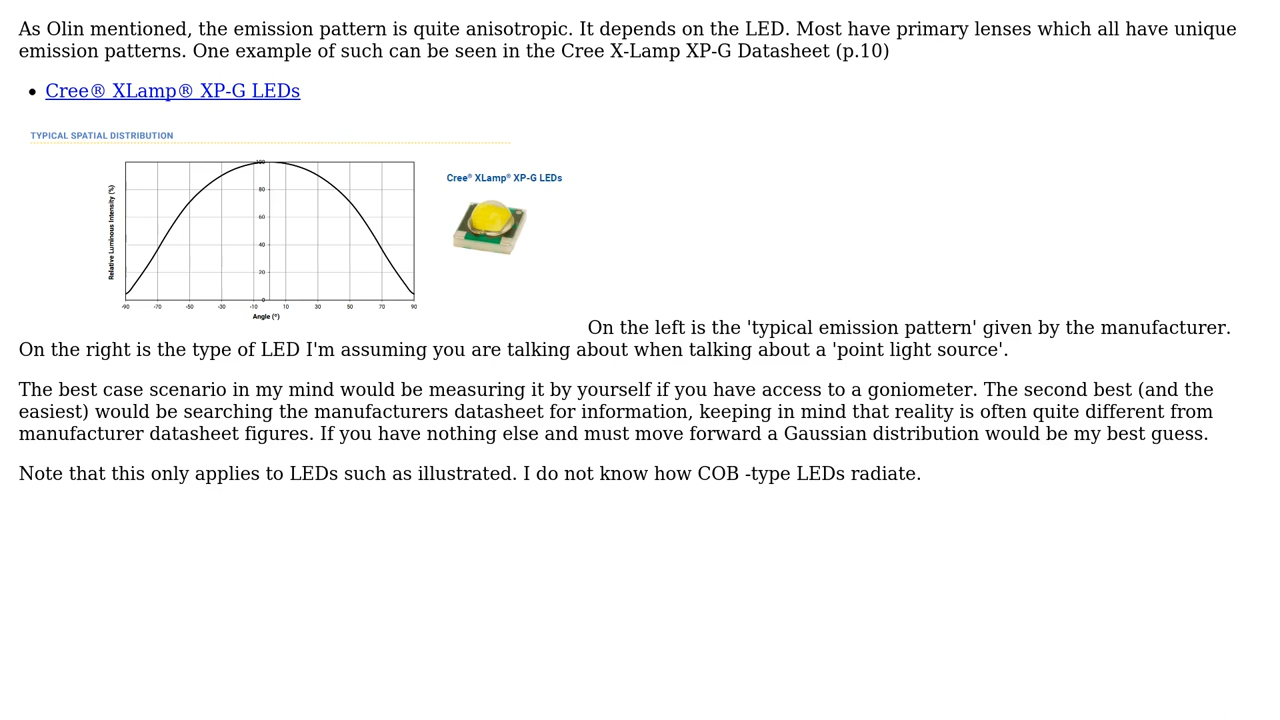 As Olin mentioned, the emission pattern is quite anisotropic. It depends on the LED. Most have primary lenses which all have unique
emission patterns. One example of such can be seen in the Cree X-Lamp XP-G Datasheet (p.10)
• Cree® XLamp® XP-G LEDs
TYPICAL SPATIAL DISTRIBUTION
Relative Luminous Intensity (%)
100
80
60
40
20
0
-90 -70 -50 -30 -10 10 30 50 70 90
Angle (º)
Cree® XLamp® XP-G LEDs
On the left is the 'typical emission pattern' given by the manufacturer.
On the right is the type of LED I'm assuming you are talking about when talking about a 'point light source'.
The best case scenario in my mind would be measuring it by yourself if you have access to a goniometer. The second best (and the
easiest) would be searching the manufacturers datasheet for information, keeping in mind that reality is often quite different from
manufacturer datasheet figures. If you have nothing else and must move forward a Gaussian distribution would be my best guess.
Note that this only applies to LEDs such as illustrated. I do not know how COB -type LEDs radiate.